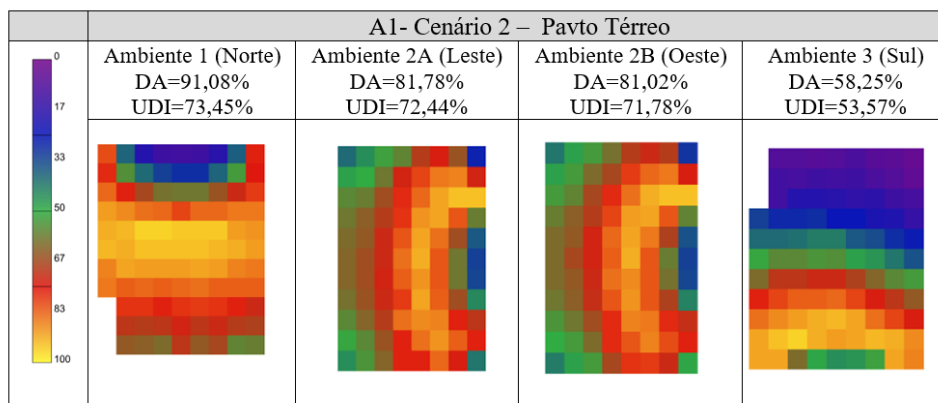 A1- Cenário 2 – Pavto Térreo
Ambiente 1 (Norte)
DA=91,08%
UDI=73,45%
Ambiente 2A (Leste)
DA=81,78%
UDI=72,44%
Ambiente 2B (Oeste)
DA=81,02%
UDI=71,78%
Ambiente 3 (Sul)
DA=58,25%
UDI=53,57%
0
17
33
50
67
83
100